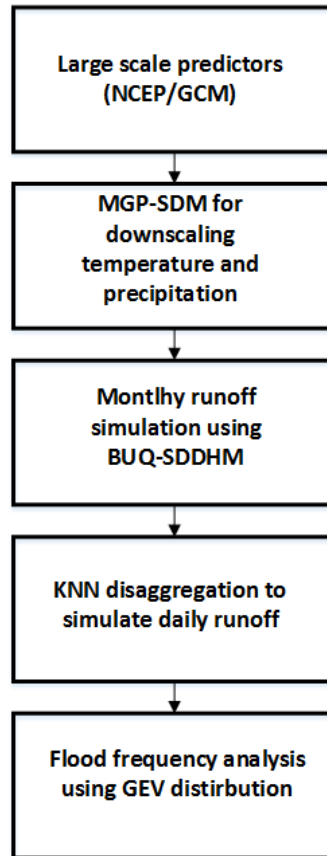 Large scale predictors
(NCEP/GCM)
MGP-SDM for
downscaling
temperature and
precipitation
Montlhy runoff
simulation using
BUQ-SDDHM
KNN disaggregation to
simulate daily runoff
Flood frequency analysis
using GEV distirbution